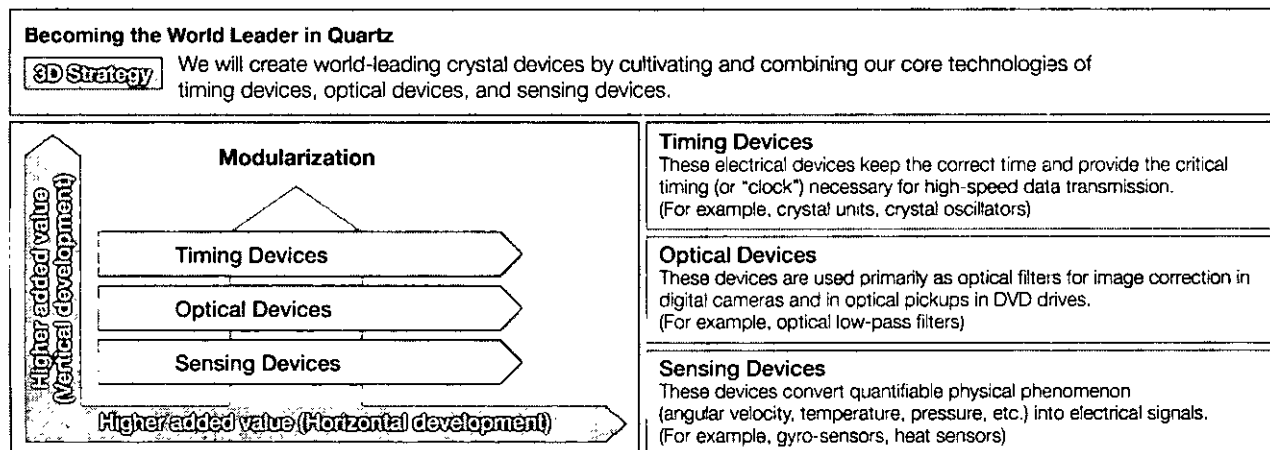 Becoming the World Leader in Quartz
3D Strategy
We will create world-leading crystal devices by cultivating and combining our core technologies of
timing devices, optical devices, and sensing devices.
Higher added value
(Vertical development)
Modularization
Timing Devices
Optical Devices
Sensing Devices
Higher added value (Horizontal development)
Timing Devices
These electrical devices keep the correct time and provide the critical
timing (or "clock") necessary for high-speed data transmission.
(For example, crystal units, crystal oscillators)
Optical Devices
These devices are used primarily as optical filters for image correction in
digital cameras and in optical pickups in DVD drives.
(For example, optical low-pass filters)
Sensing Devices
These devices convert quantifiable physical phenomenon
(angular velocity, temperature, pressure, etc.) into electrical signals.
(For example, gyro-sensors, heat sensors)